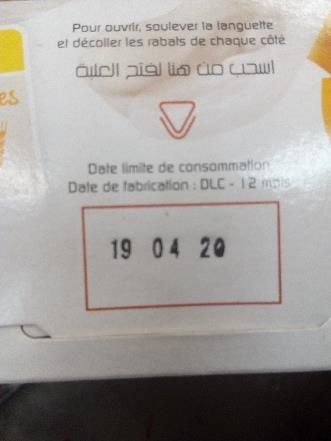 Pour ouvrir, soulever la languette
et décoller les rabats de chaque côté
اسحب من هنا لفتح العلبة
es
Date limite de consommation
Date de fabrication : DLC - 12 mois
19 04 20